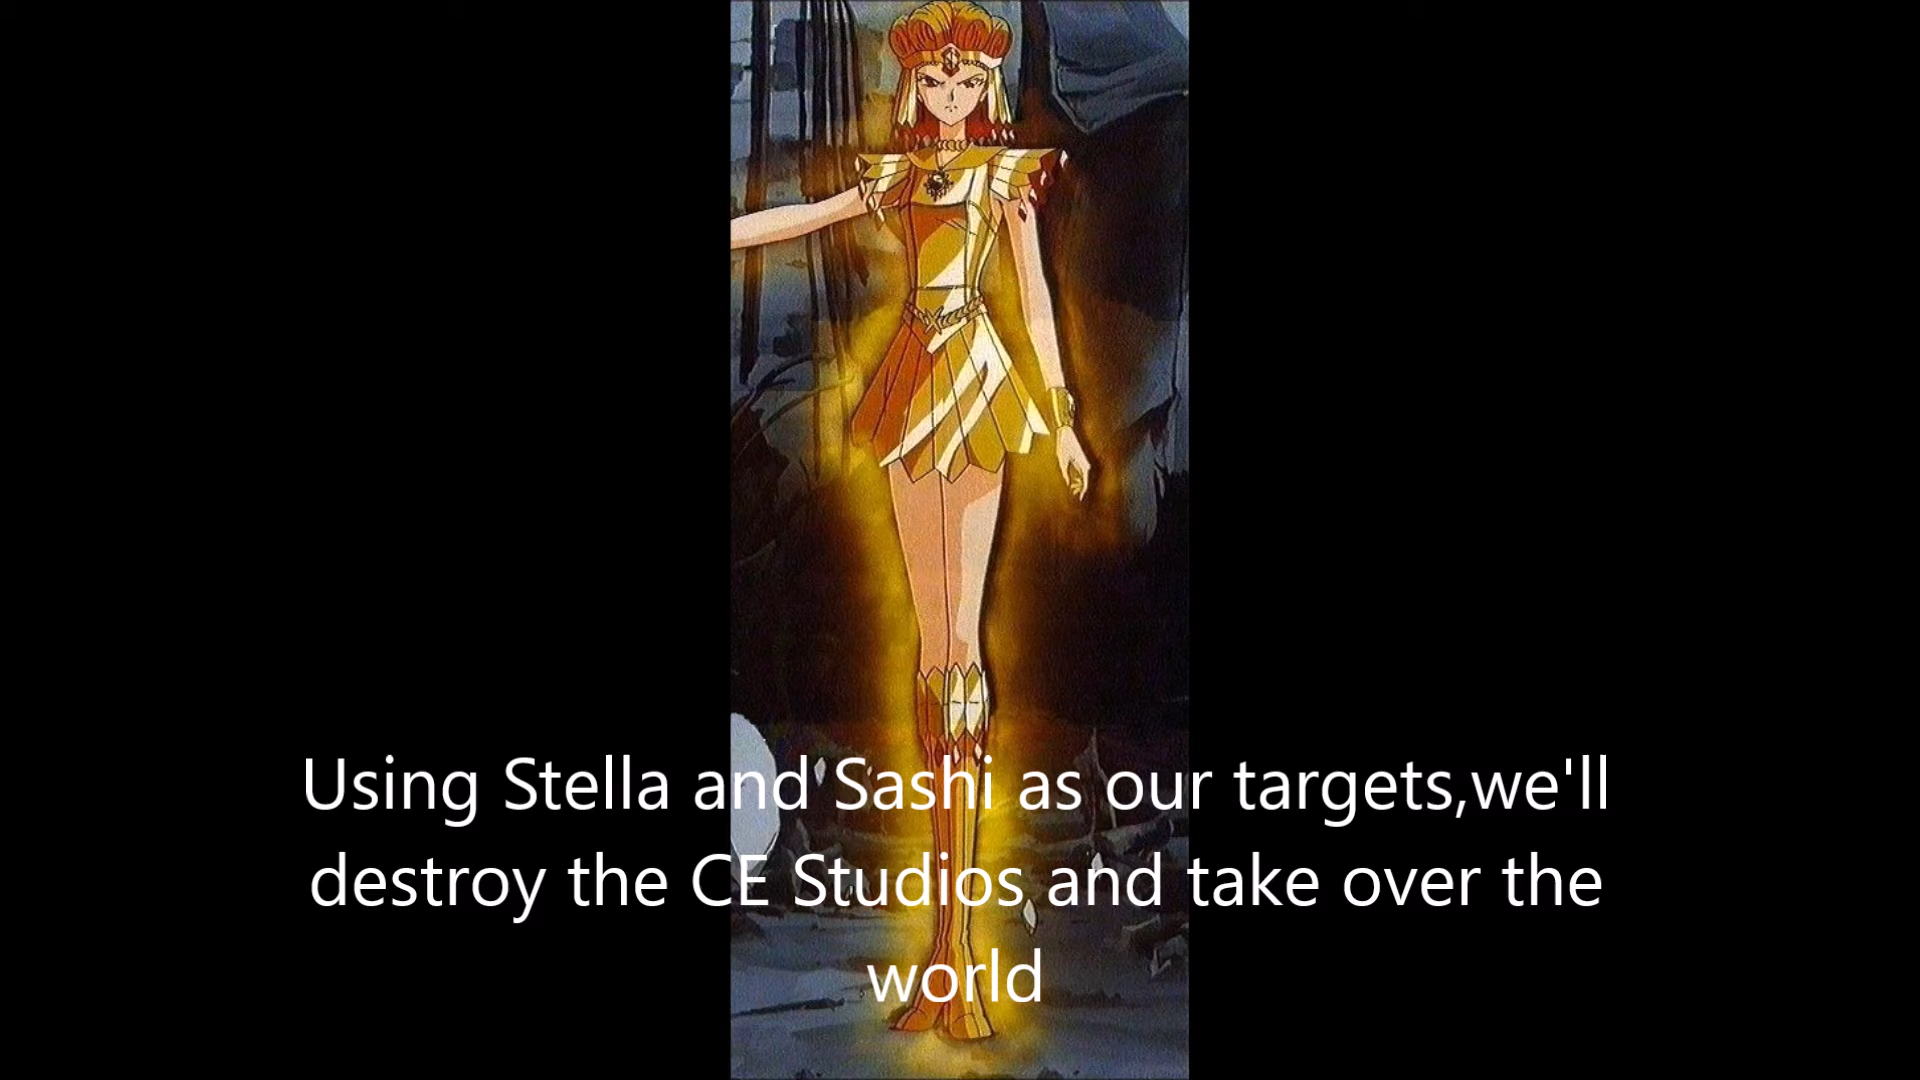 Using Stella and Sashi as our targets,we'll
destroy the CE Studios and take over the
world